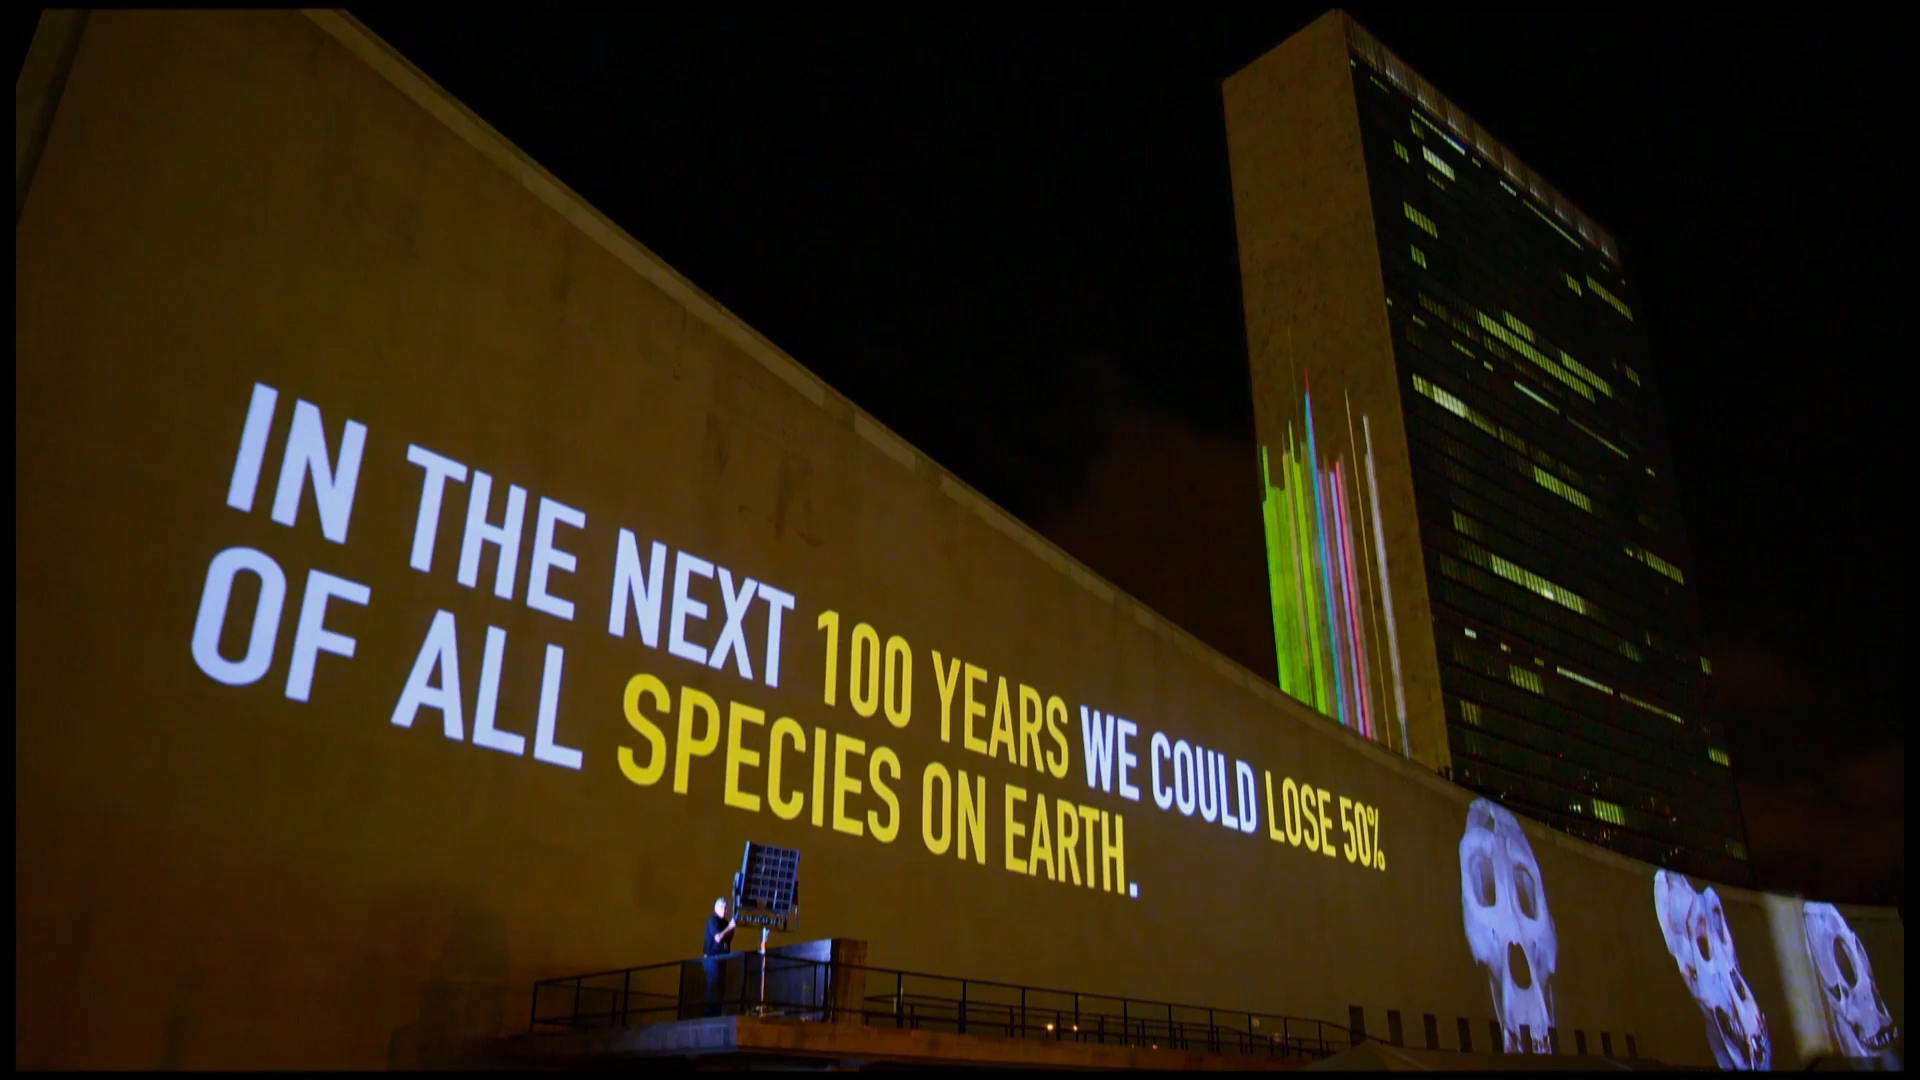 IN THE NEXT 100 YEARS WE COULD LOSE 50%
OF ALL SPECIES ON EARTH.